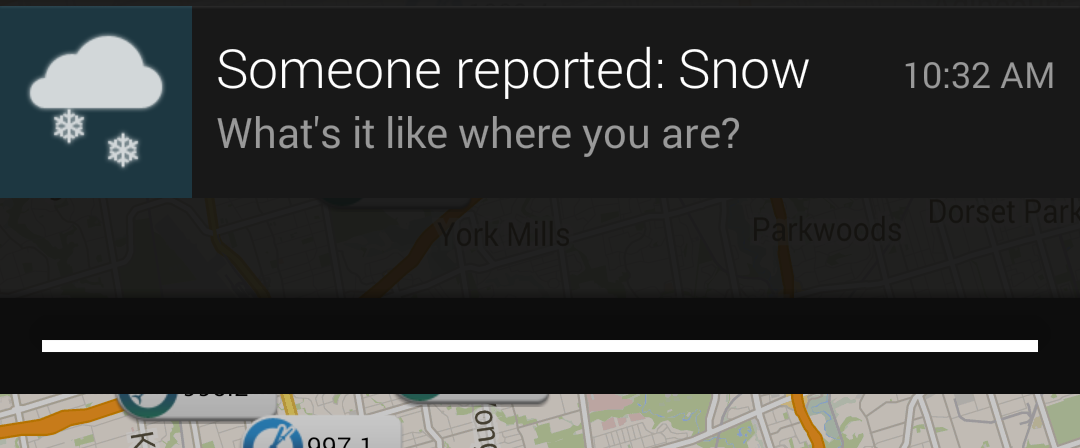 Someone reported: Snow
10:32 AM
What's it like where you are?
York Mills
Parkwoods
Dorset Park
997.1